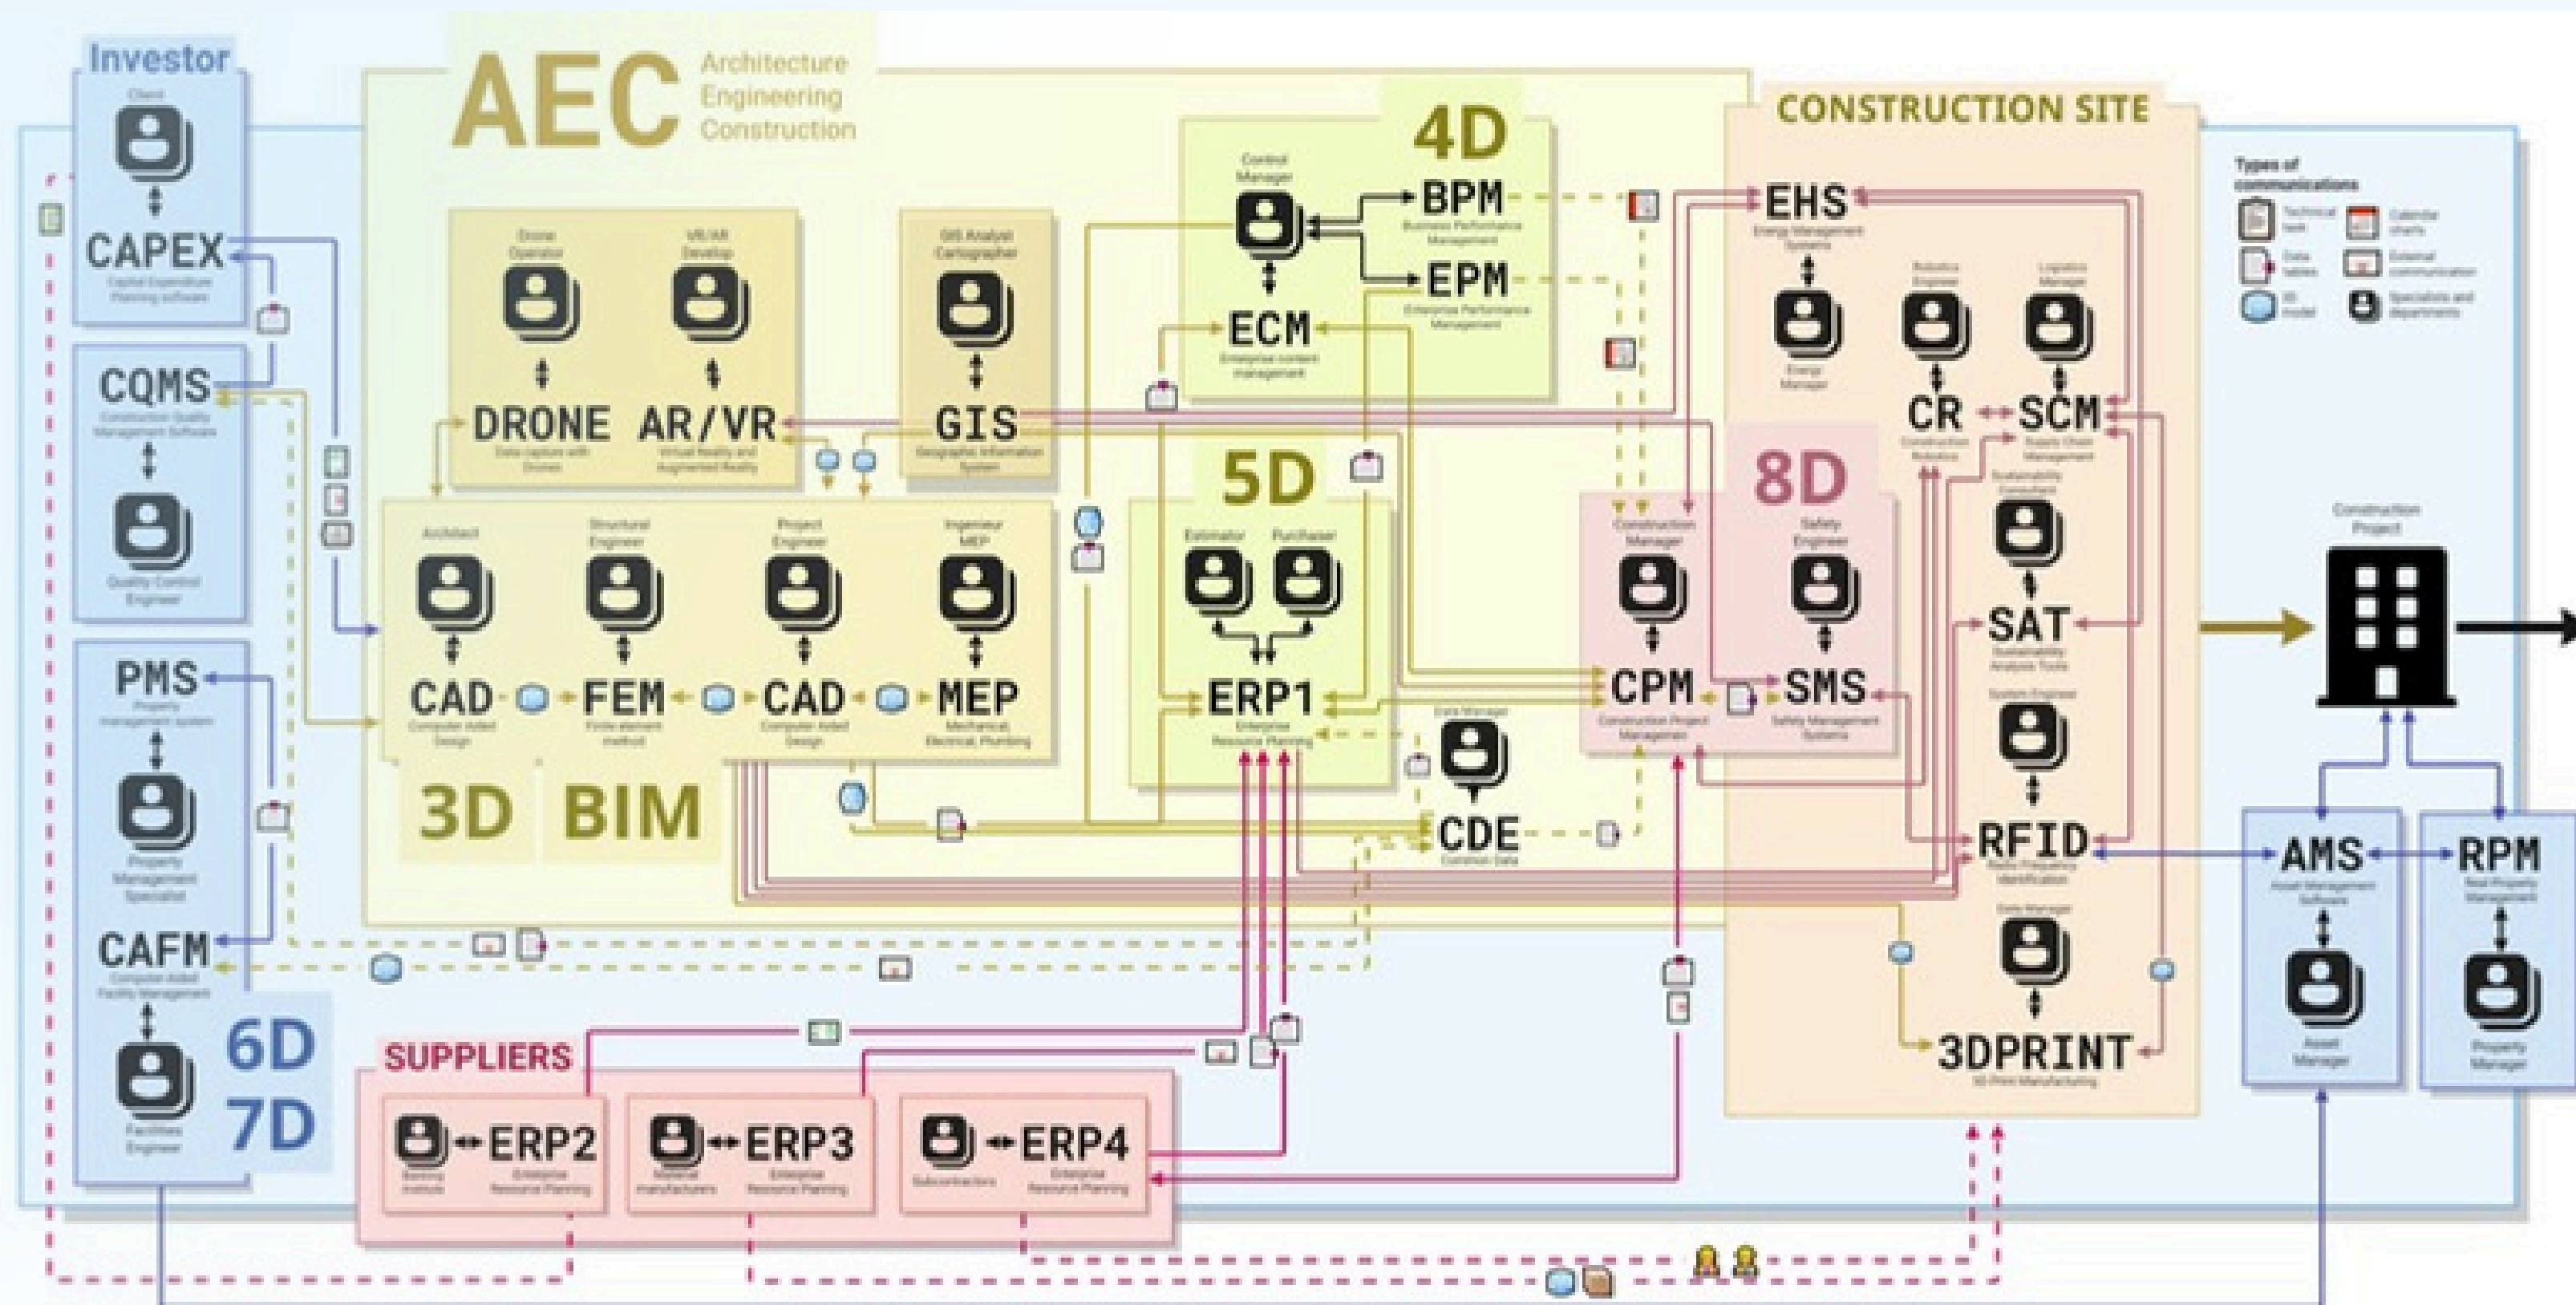 Investor
Client
CAPEX
Capital Expenditure
Planning software
CQMS
Construction Quality
Management Software
Quality Control
Engineer
PMS
Property
management system
Property
Management
Specialist
CAFM
Computer-Aided
Facility Management
Facilities
Engineer
6D
7D
AEC
Architecture
Engineering
Construction
Drone
Operator
DRONE
Data capture with
Drones
VR/AR
Develop
AR/VR
Virtual Reality and
Augmented Reality
GIS Analyst
Cartographer
GIS
Geographic Information
System
Architect
CAD
Computer Aided
Design
Structural
Engineer
FEM
Finite element
method
Project
Engineer
CAD
Computer Aided
Design
Ingenieur
MEP
MEP
Mechanical,
Electrical, Plumbing
3D
BIM
4D
Control
Manager
BPM
Business Performance
Management
EPM
Enterprise Performance
Management
ECM
Enterprise content
management
5D
Estimator
Purchaser
ERP1
Enterprise
Resource Planning
Data Manager
CDE
Common Data
8D
Construction
Manager
CPM
Construction Project
Management
Safety
Engineer
SMS
Safety Management
Systems
CONSTRUCTION SITE
EHS
Energy Management
Systems
Energy
Manager
Robotics
Engineer
CR
Construction
Robotics
Logistics
Manager
SCM
Supply Chain
Management
Sustainability
Consultant
SAT
Sustainability
Analysis Tools
System Engineer
RFID
Radio Frequency
Identification
Data Manager
3DPRINT
3D-Print Manufacturing
Types of
communications
Technical
task
Calendar
charts
Data
tables
External
communication
3D
model
Specialists and
departments
Construction
Project
AMS
Asset Management
Software
Asset
Manager
RPM
Real Property
Management
Property
Manager
SUPPLIERS
ERP2
Banking
Institute
Enterprise
Resource Planning
ERP3
Material
manufacturers
Enterprise
Resource Planning
ERP4
Subcontractors
Enterprise
Resource Planning